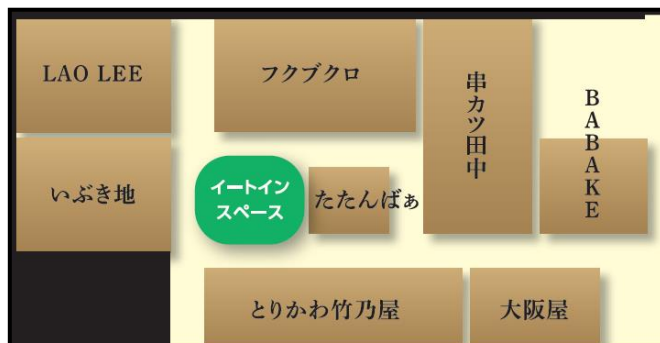 LAO LEE
フクブクロ
串カツ田中
BABAKE
いぶき地
イートイン
スペース
たたんばぁ
とりかわ竹乃屋
大阪屋